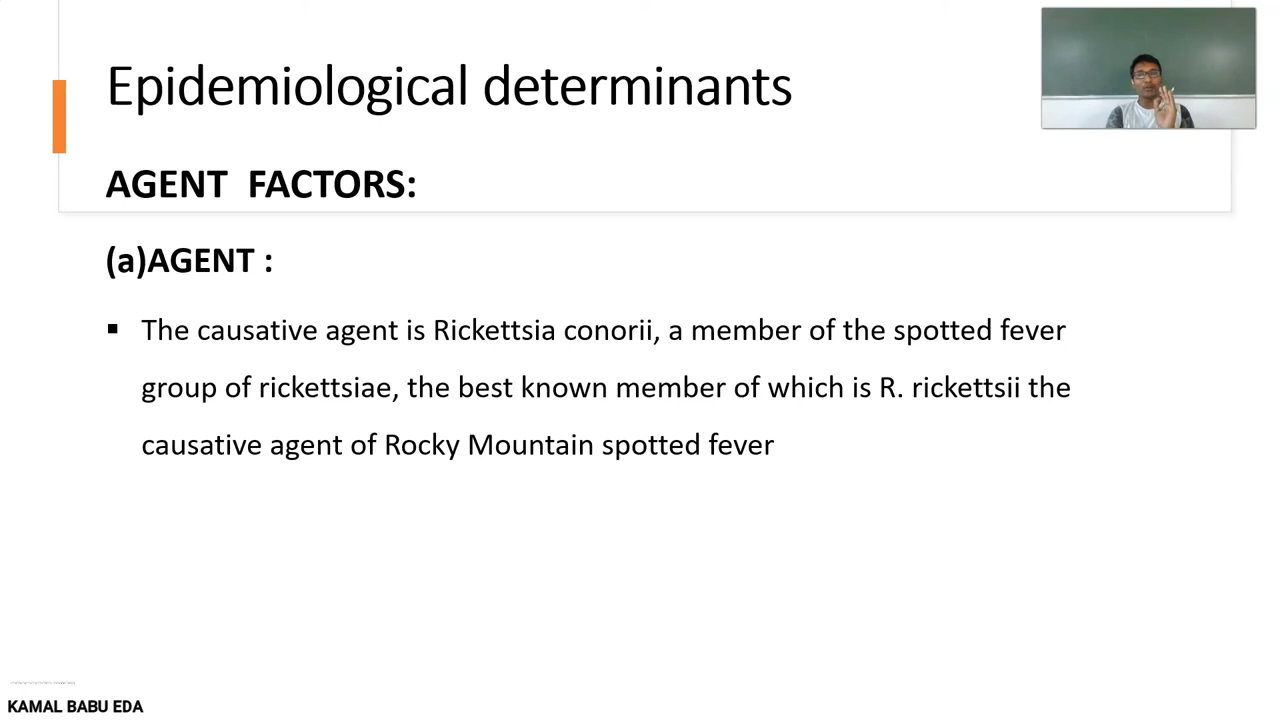 Epidemiological determinants
AGENT FACTORS:
(a)AGENT :
▪ The causative agent is Rickettsia conorii, a member of the spotted fever
group of rickettsiae, the best known member of which is R. rickettsii the
causative agent of Rocky Mountain spotted fever
KAMAL BABU EDA